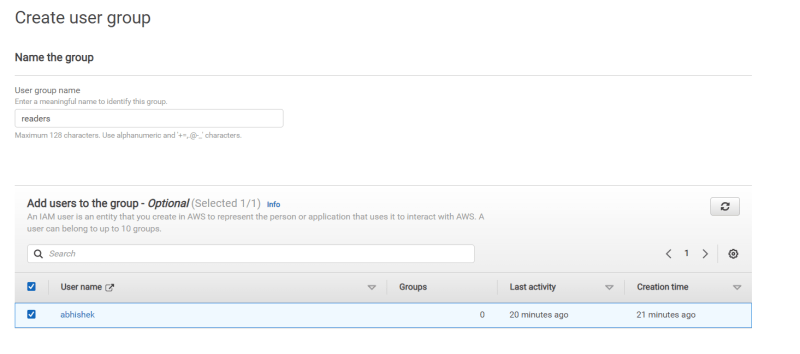 Create user group
Name the group
User group name
Enter a meaningful name to identify this group.
readers
Maximum 128 characters. Use alphanumeric and '+=,.@-_' characters.
Add users to the group - Optional (Selected 1/1) Info
An IAM user is an entity that you create in AWS to represent the person or application that uses it to interact with AWS. A
user can belong to up to 10 groups.
Search
1
User name Groups Last activity Creation time
abhishek 0 20 minutes ago 21 minutes ago